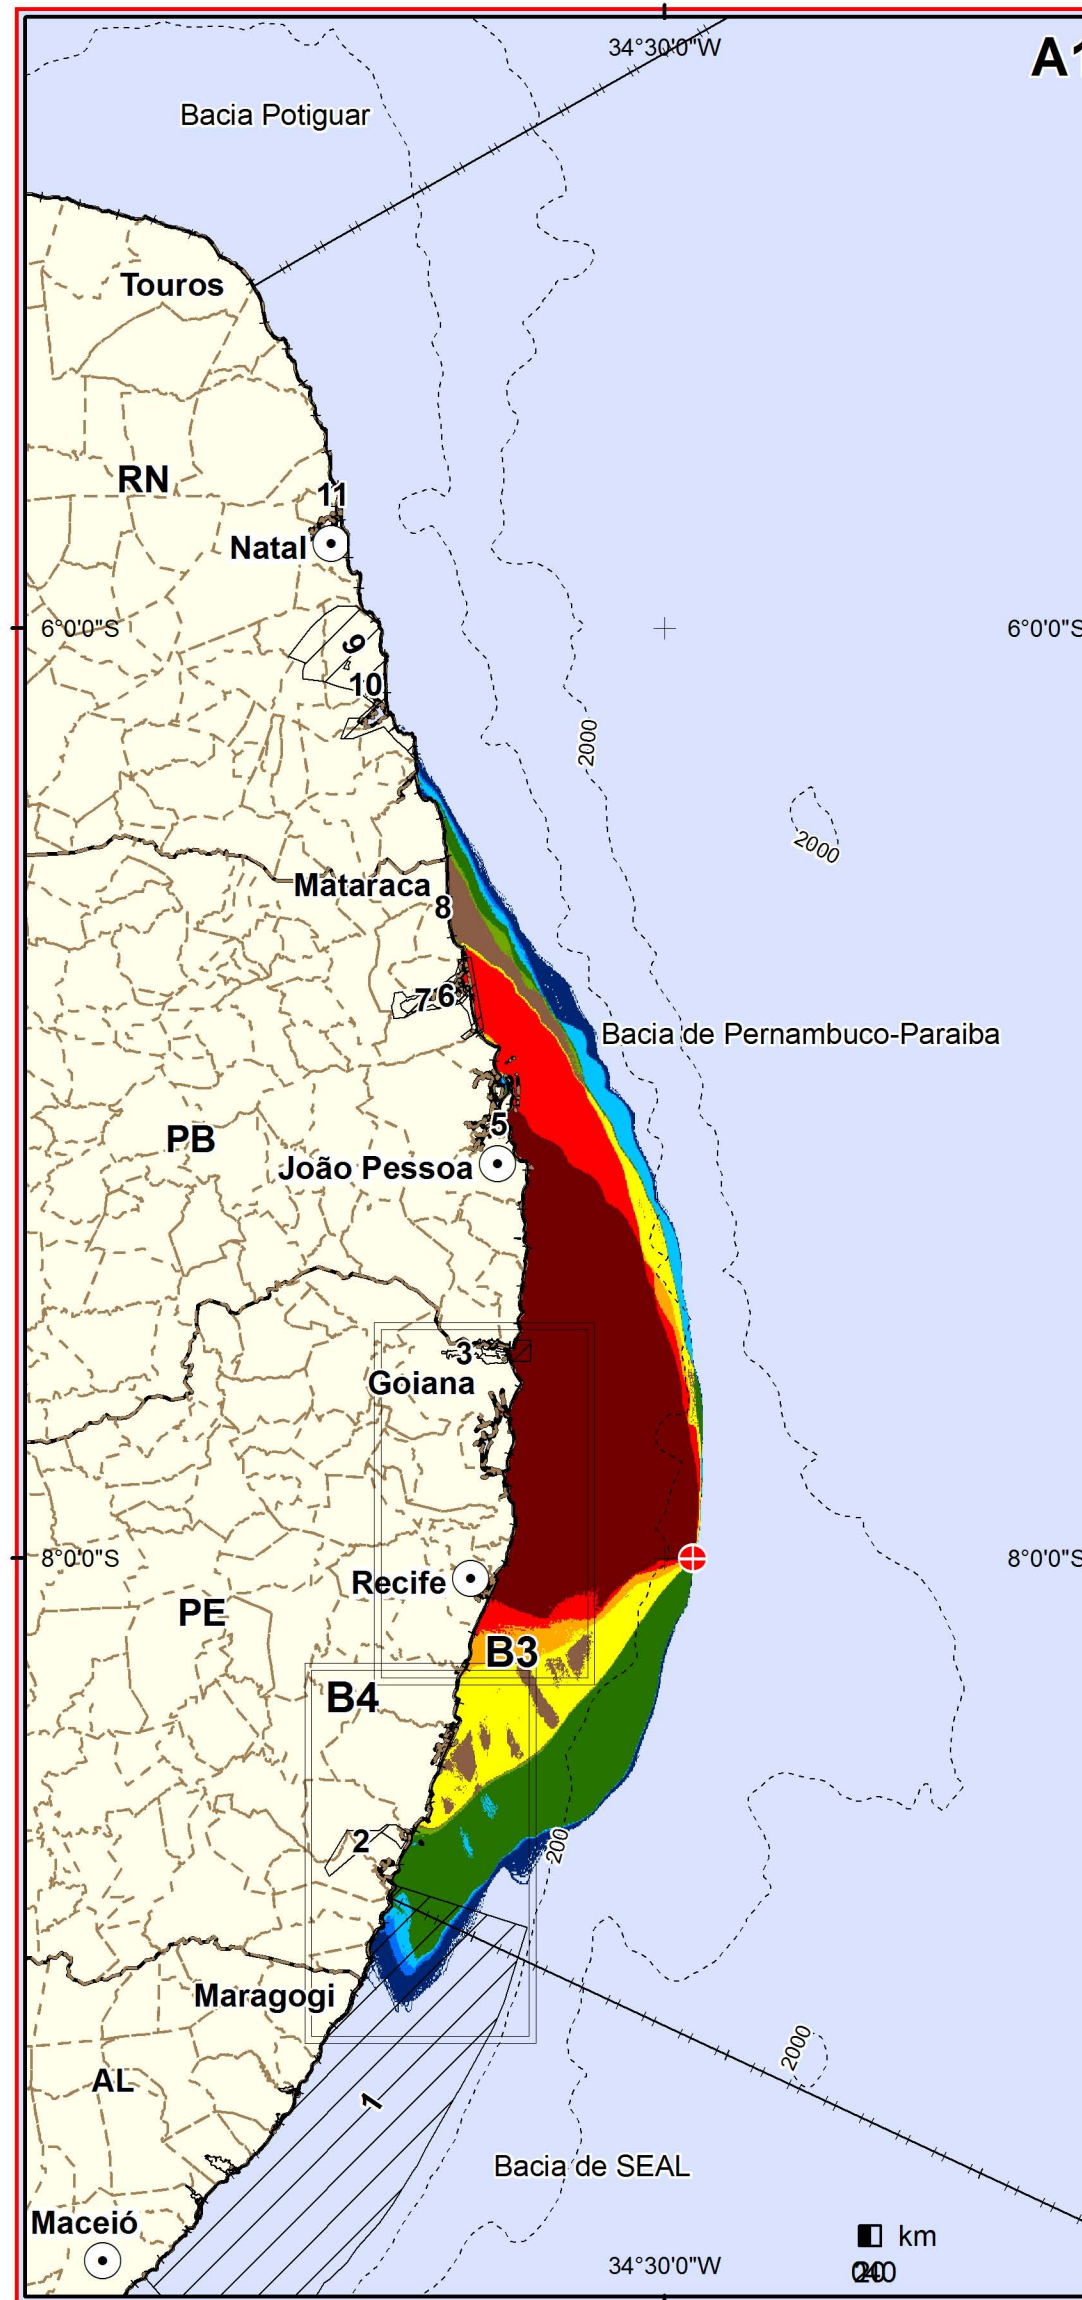 34°30'0"W
A1
Bacia Potiguar
Touros
RN
11
Natal
6°0'0"S
6°0'0"S
9
10
2000
2000
Mataraca
8
7
6
Bacia de Pernambuco-Paraiba
5
PB
João Pessoa
3
Goiana
8°0'0"S
8°0'0"S
Recife
PE
B3
B4
2
200
Maragogi
2000
AL
1
Bacia de SEAL
Maceió
km
34°30'0"W